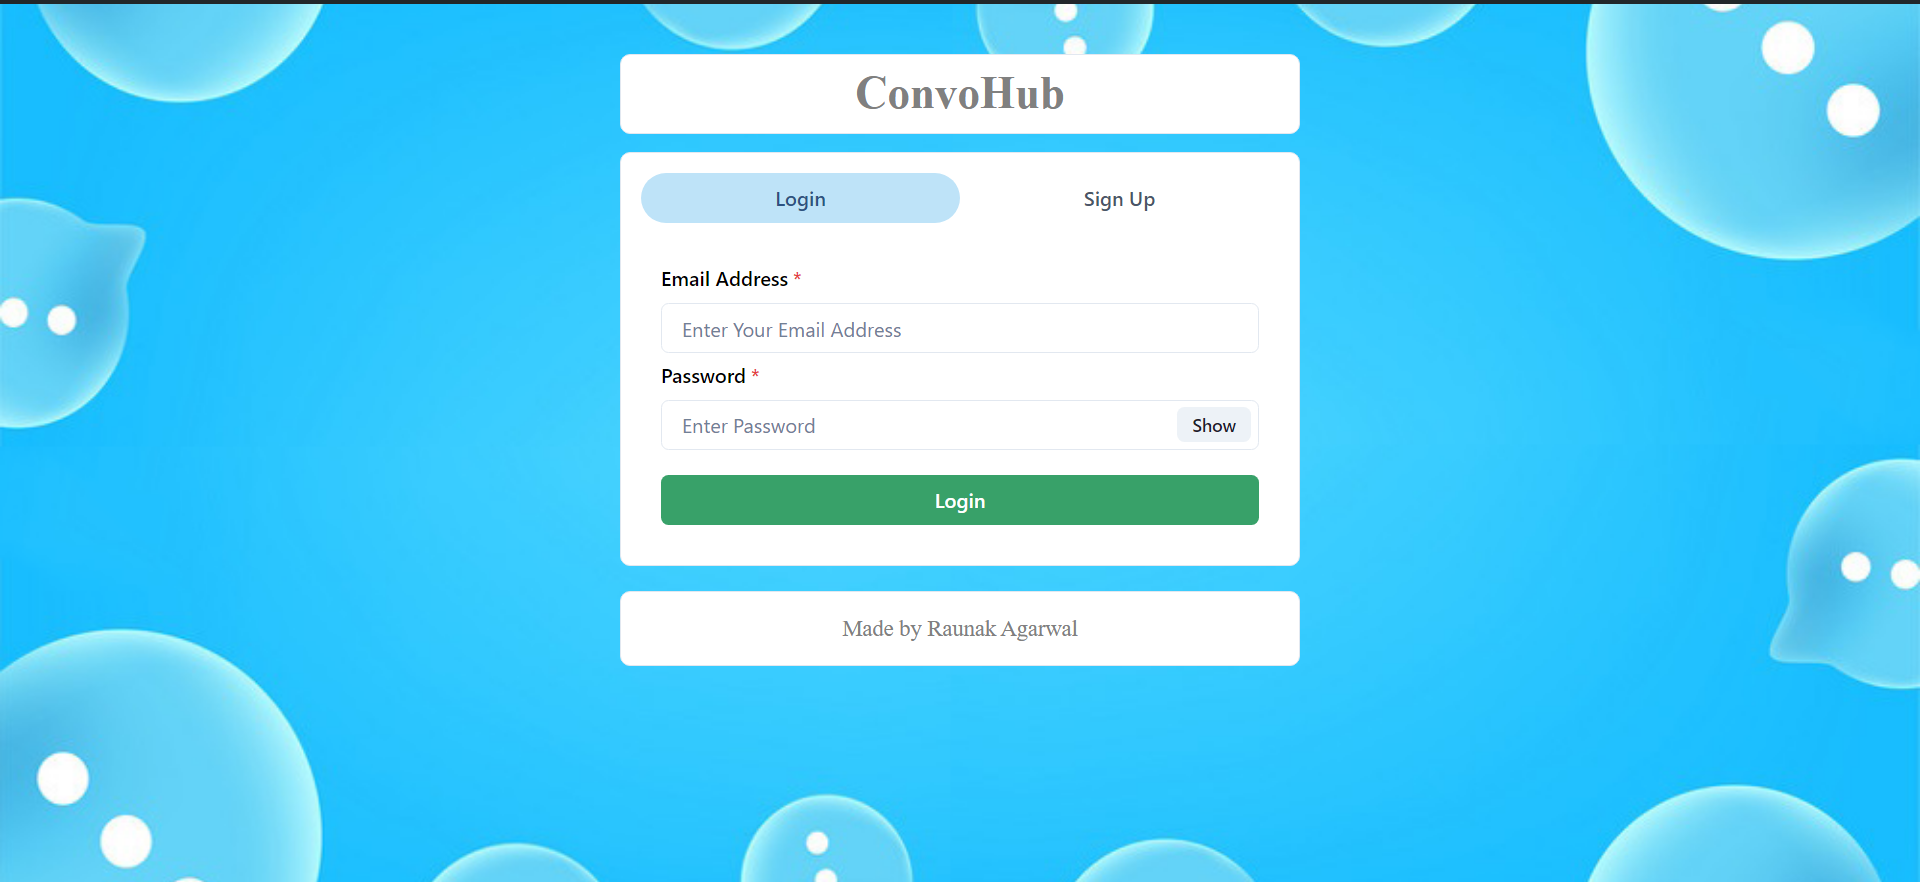 ConvoHub
Login
Sign Up
Email Address *
Enter Your Email Address
Password *
Enter Password
Show
Login
Made by Raunak Agarwal